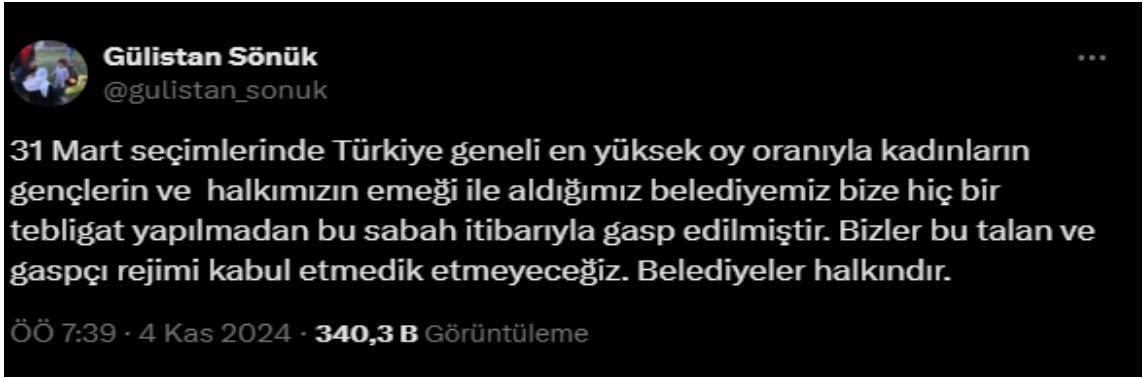 Gülistan Sönük
@gulistan_sonuk
31 Mart seçimlerinde Türkiye geneli en yüksek oy oranıyla kadınların
gençlerin ve  halkımızın emeği ile aldığımız belediyemiz bize hiç bir
tebligat yapılmadan bu sabah itibarıyla gasp edilmiştir. Bizler bu talan ve
gaspçı rejimi kabul etmedik etmeyeceğiz. Belediyeler halkındır.
ÖÖ 7:39 · 4 Kas 2024 · 340,3 B Görüntüleme